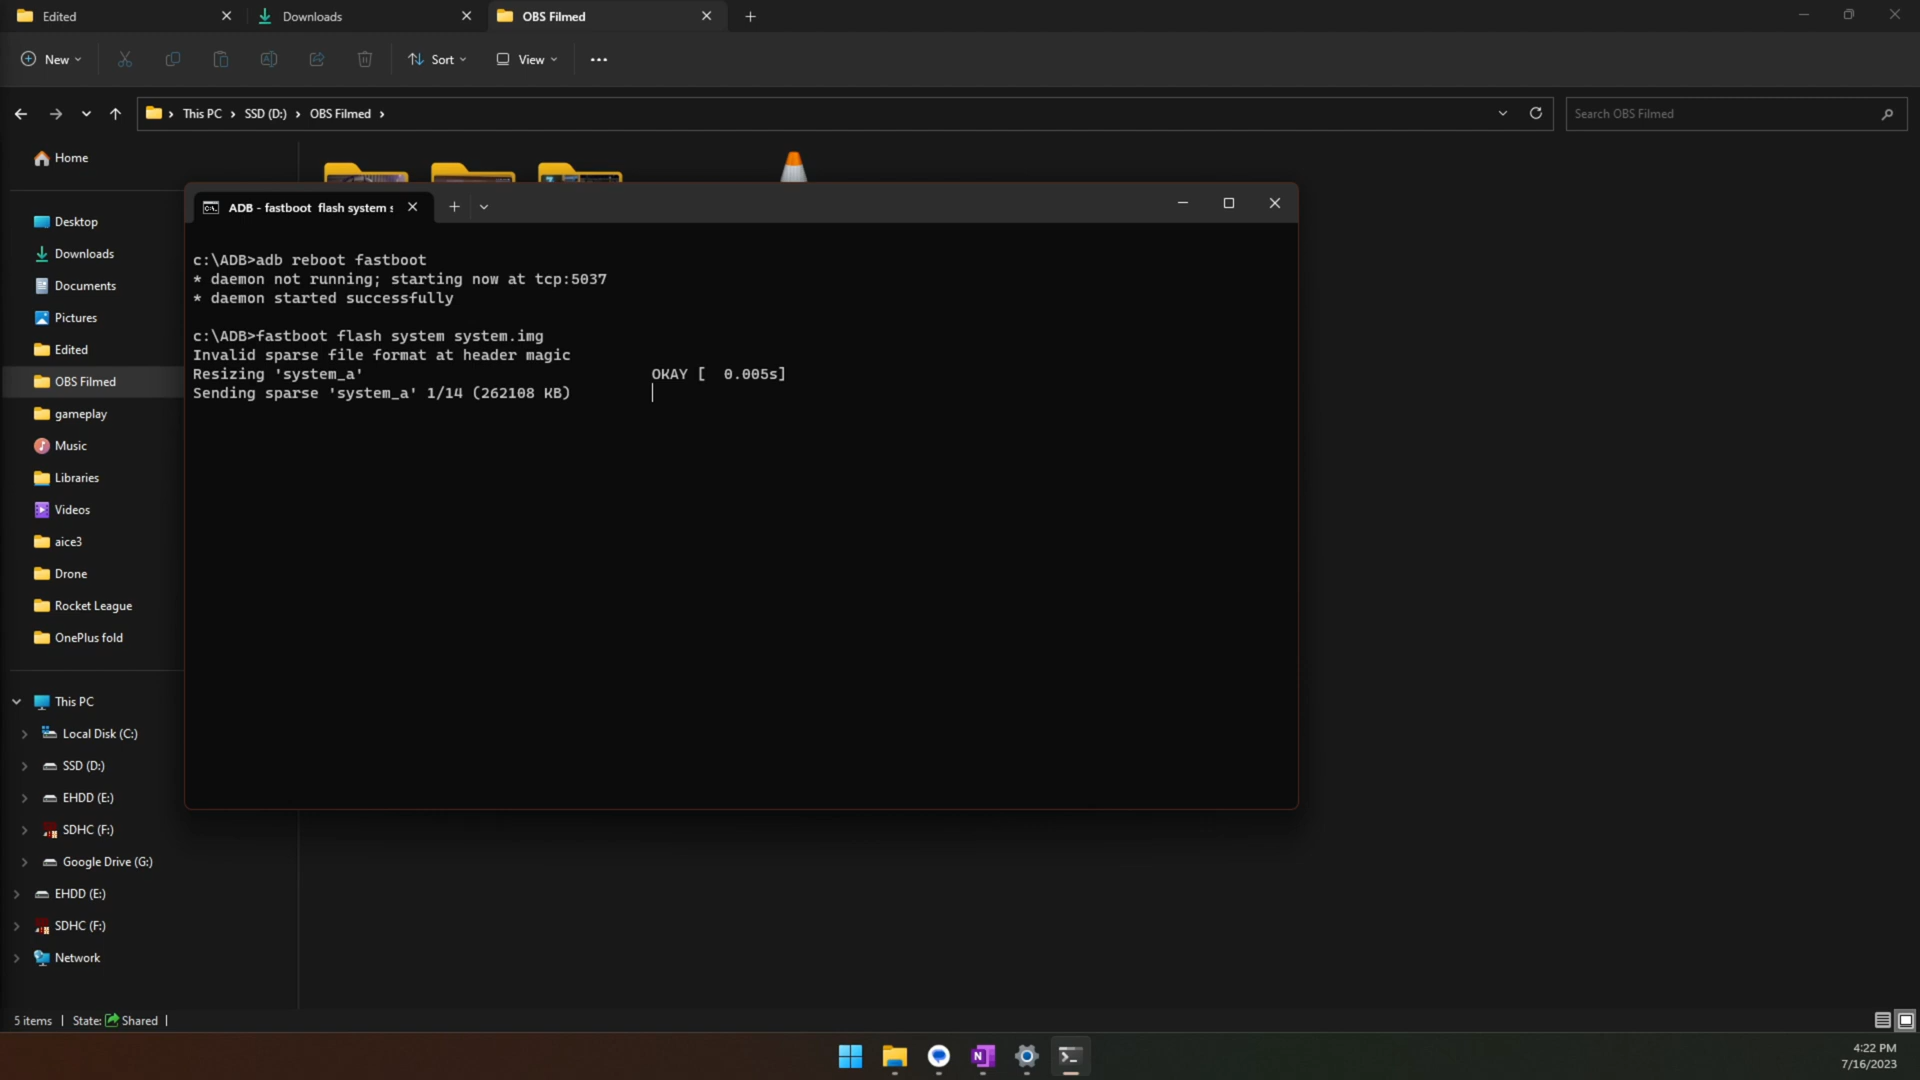 Edited
Downloads
OBS Filmed
New
Sort
View
This PC > SSD (D:) > OBS Filmed >
Search OBS Filmed
Home
Desktop
Downloads
Documents
Pictures
Edited
OBS Filmed
gameplay
Music
Libraries
Videos
aice3
Drone
Rocket League
OnePlus fold
This PC
Local Disk (C:)
SSD (D:)
EHDD (E:)
SDHC (F:)
Google Drive (G:)
EHDD (E:)
SDHC (F:)
Network
ADB - fastboot flash system s
c:\ADB>adb reboot fastboot
* daemon not running; starting now at tcp:5037
* daemon started successfully
c:\ADB>fastboot flash system system.img
Invalid sparse file format at header magic
Resizing 'system_a' OKAY [ 0.005s]
Sending sparse 'system_a' 1/14 (262108 KB)
5 items | State: Shared |
4:22 PM
7/16/2023